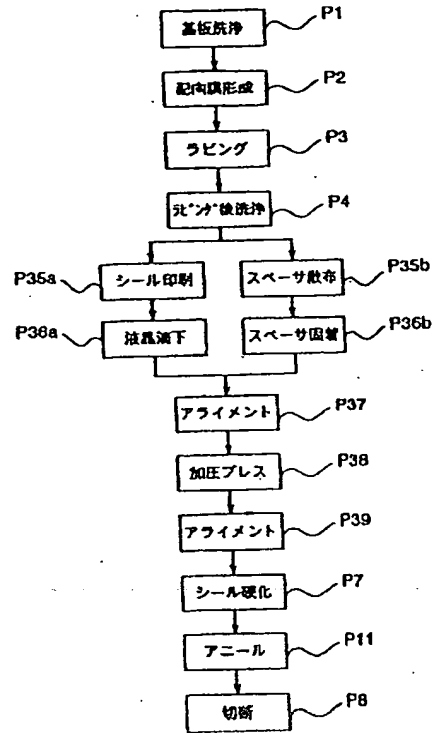 基板洗浄
P1
配向膜形成
P2
ラビング
P3
ラビング後洗浄
P4
P35a
シール印刷
スペーサ散布
P35b
P36a
液晶滴下
スペーサ固着
P36b
アライメント
P37
加圧プレス
P38
アライメント
P39
シール硬化
P7
アニール
P11
切断
P8